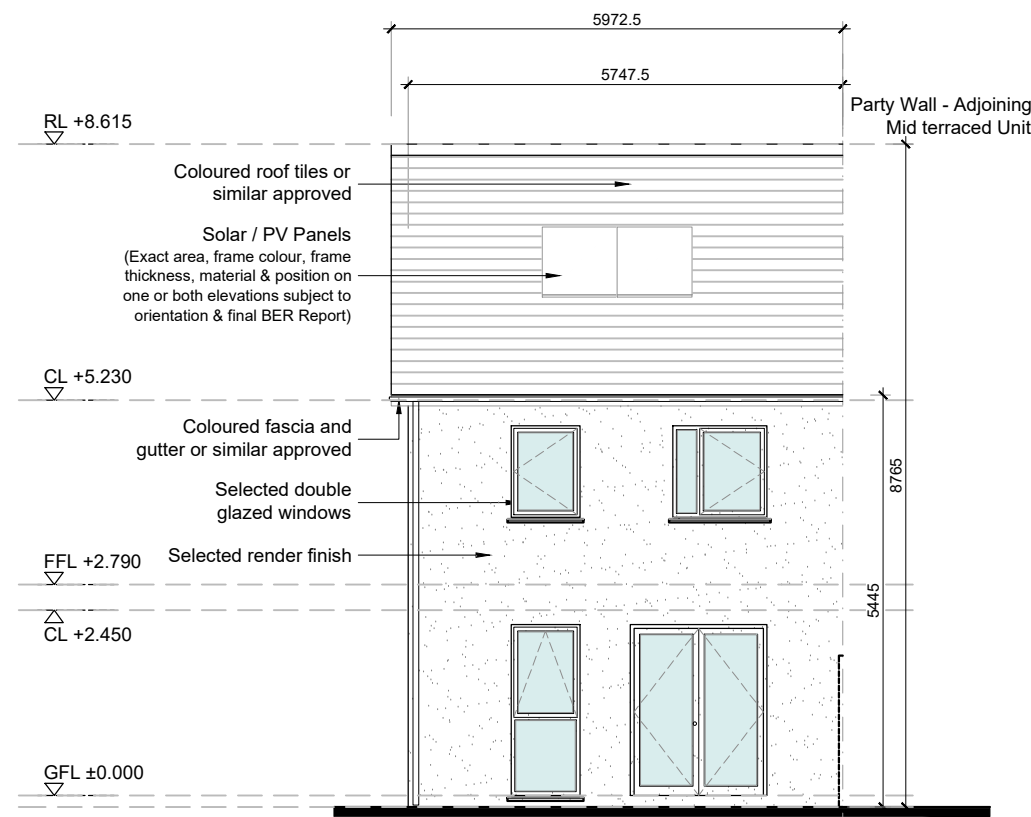 5972.5
5747.5
Party Wall - Adjoining
Mid terraced Unit
RL +8.615
Coloured roof tiles or
similar approved
Solar / PV Panels
(Exact area, frame colour, frame
thickness, material & position on
one or both elevations subject to
orientation & final BER Report)
CL +5.230
Coloured fascia and
gutter or similar approved
8765
Selected double
glazed windows
Selected render finish
FFL +2.790
5445
CL +2.450
GFL ±0.000